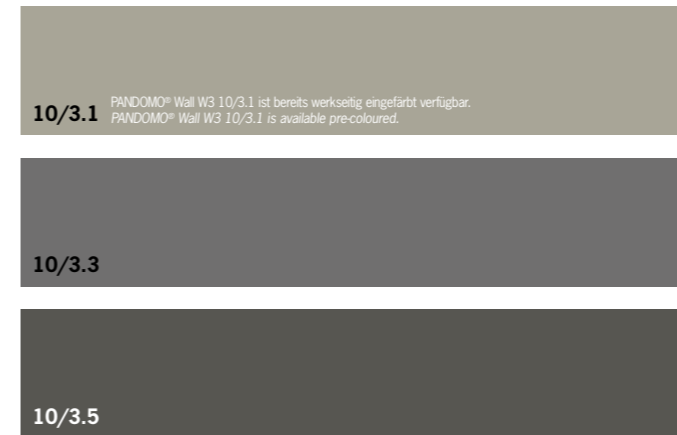 10/3.1
PANDOMO® Wall W3 10/3.1 ist bereits werkseitig eingefärbt verfügbar.
PANDOMO® Wall W3 10/3.1 is available pre-coloured.
10/3.3
10/3.5